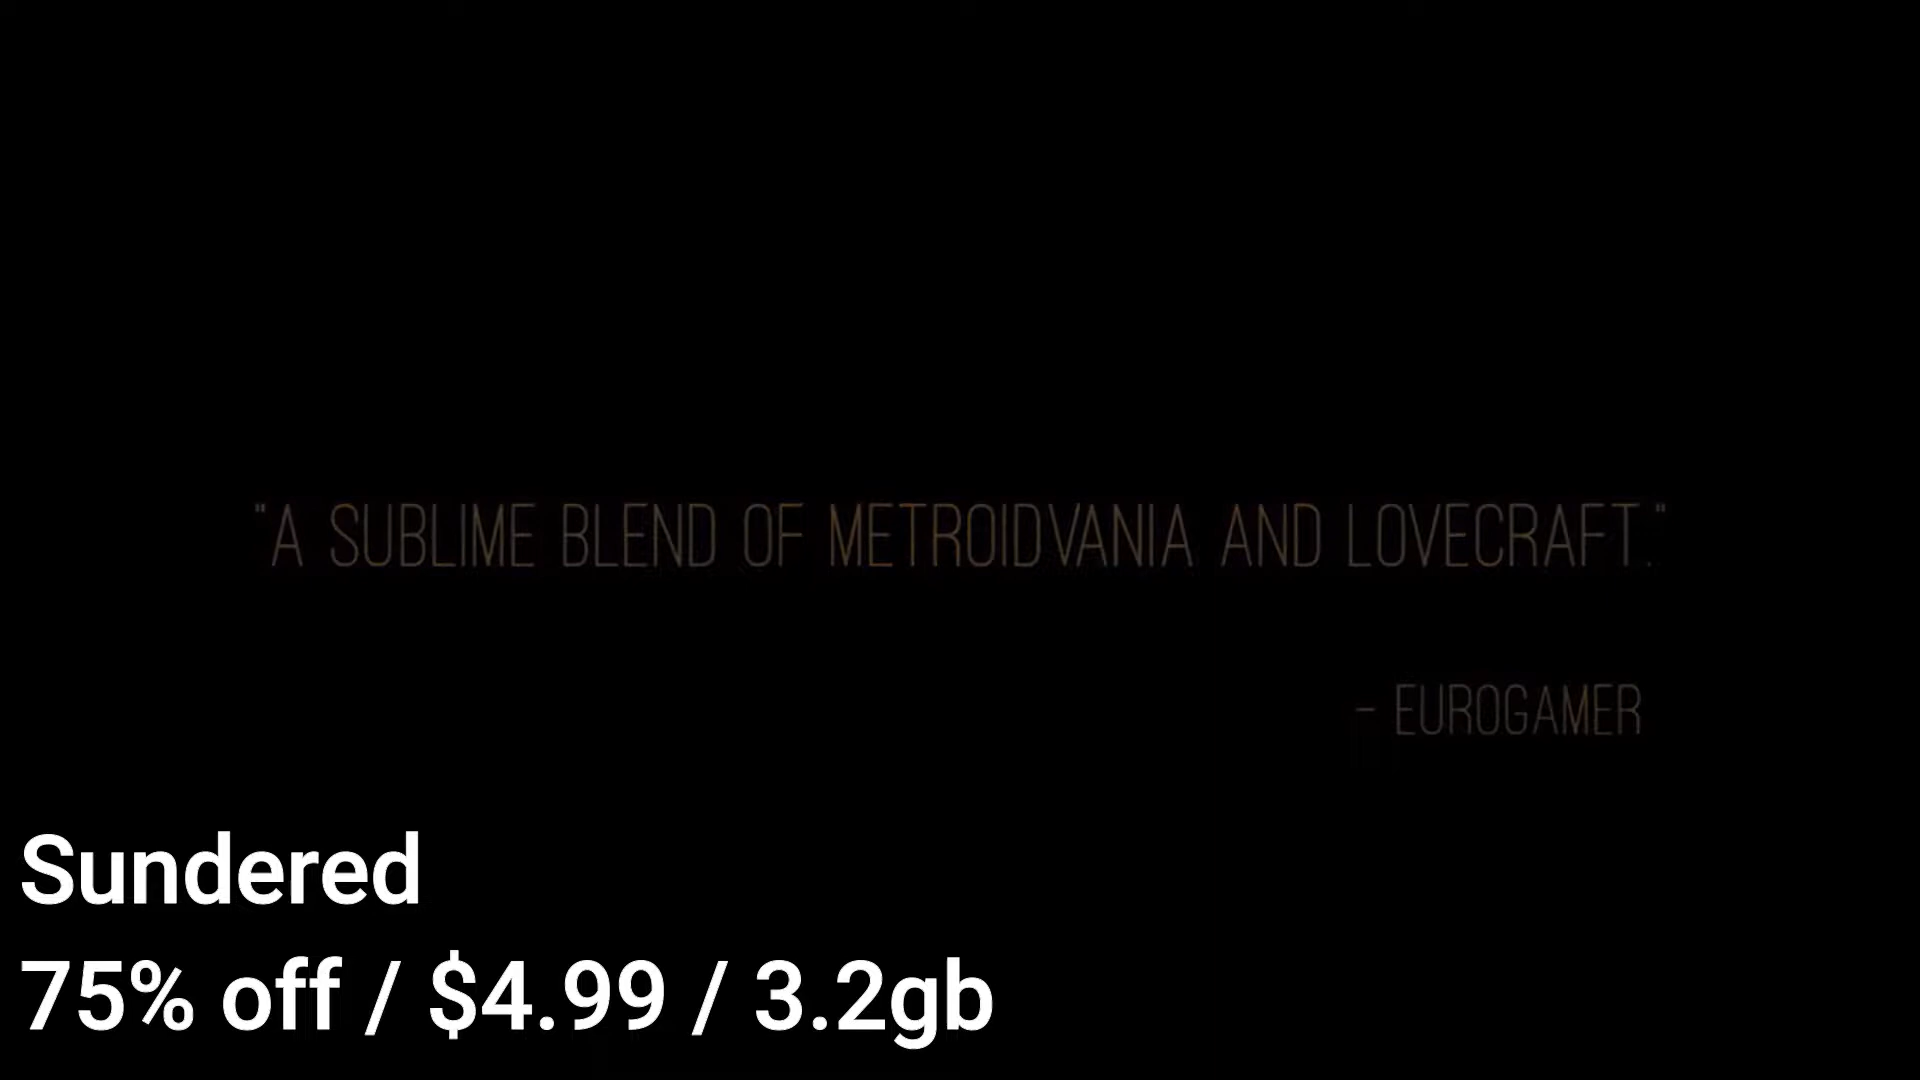 "A SUBLIME BLEND OF METROIDVANIA AND LOVECRAFT."
- EUROGAMER
Sundered
75% off / $4.99 / 3.2gb